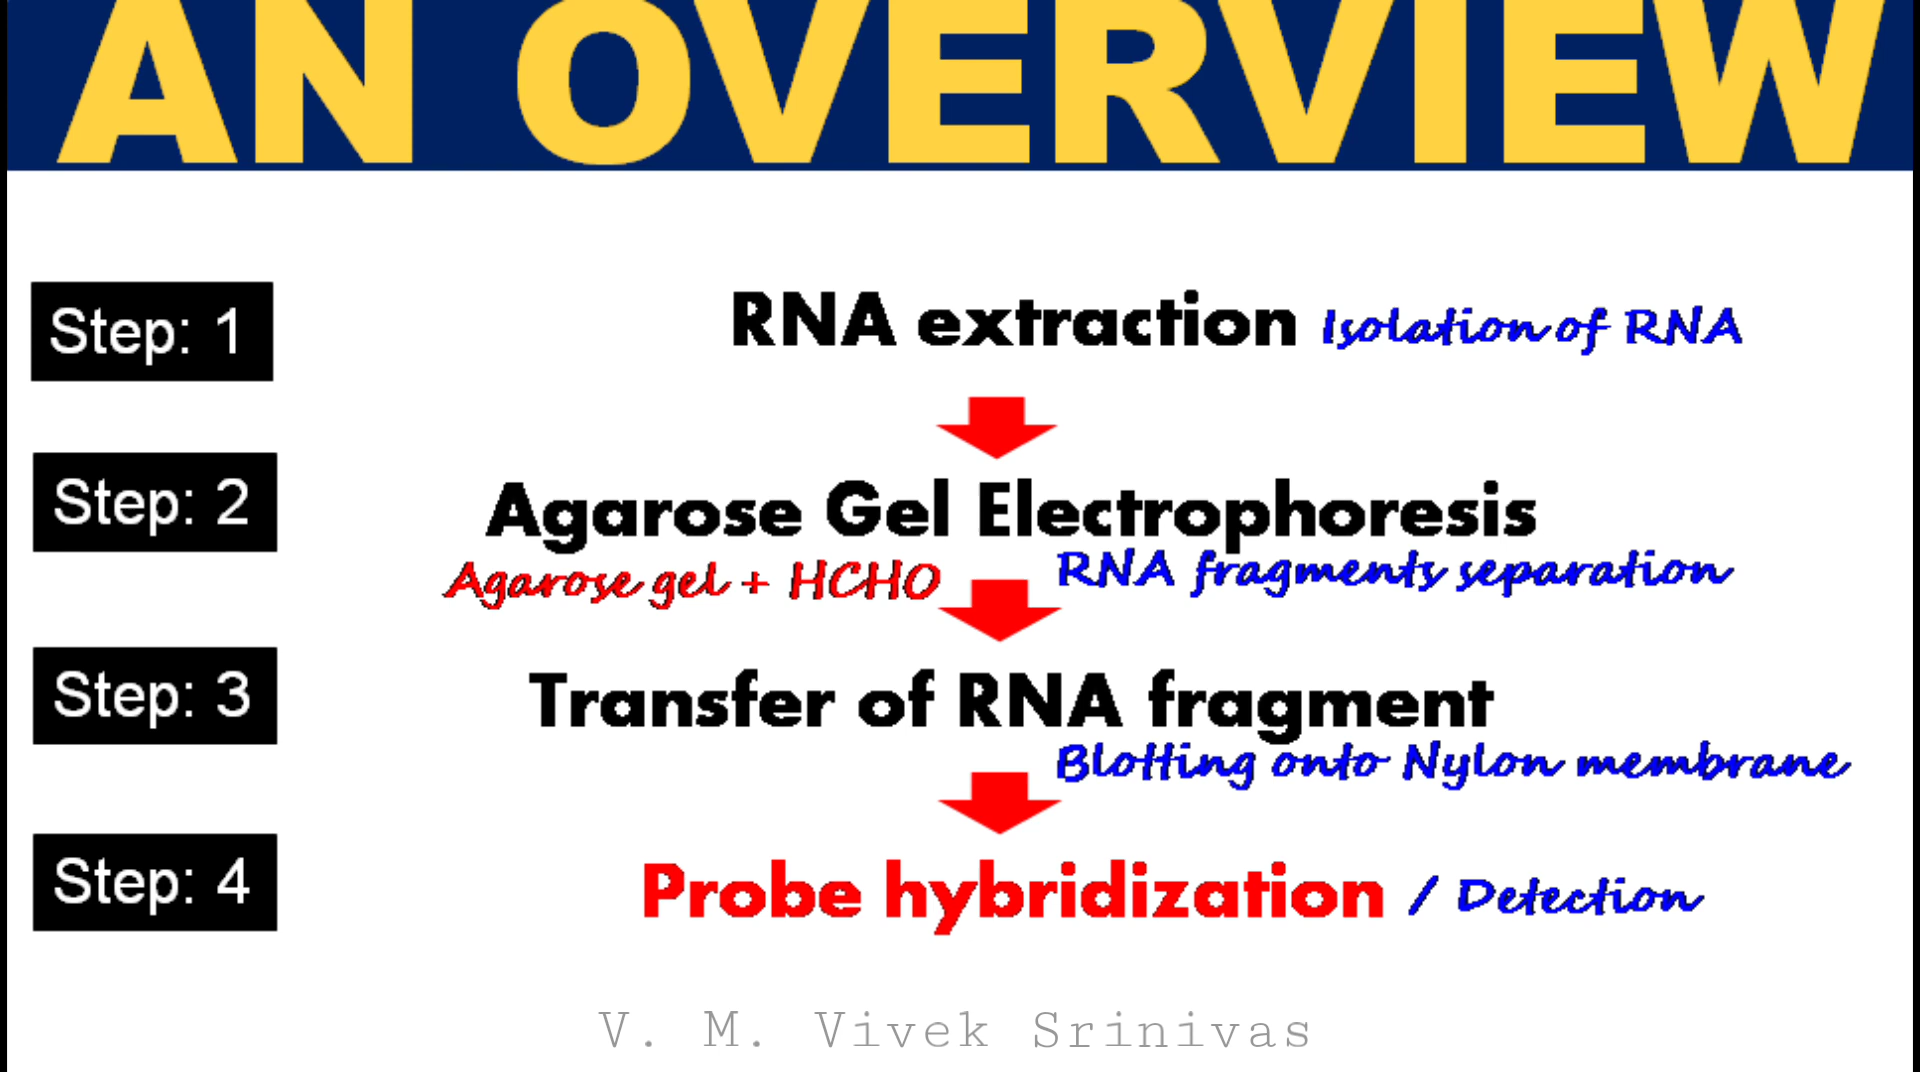 AN OVERVIEW
Step: 1
RNA extraction Isolation of RNA
Step: 2
Agarose Gel Electrophoresis
Agarose gel + HCHO
RNA fragments separation
Step: 3
Transfer of RNA fragment
Blotting onto Nylon membrane
Step: 4
Probe hybridization / Detection
V. M. Vivek Srinivas